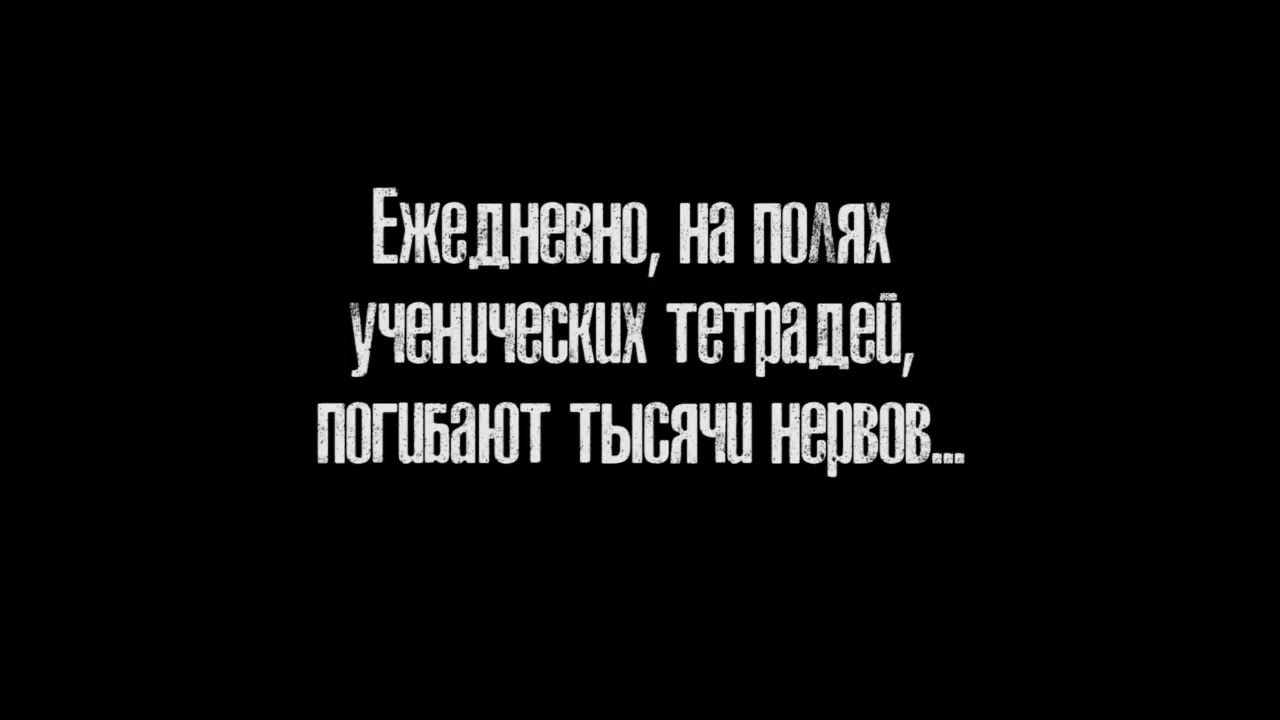 Ежедневно, на полях
ученических тетрадей,
погибают тысячи нервов...